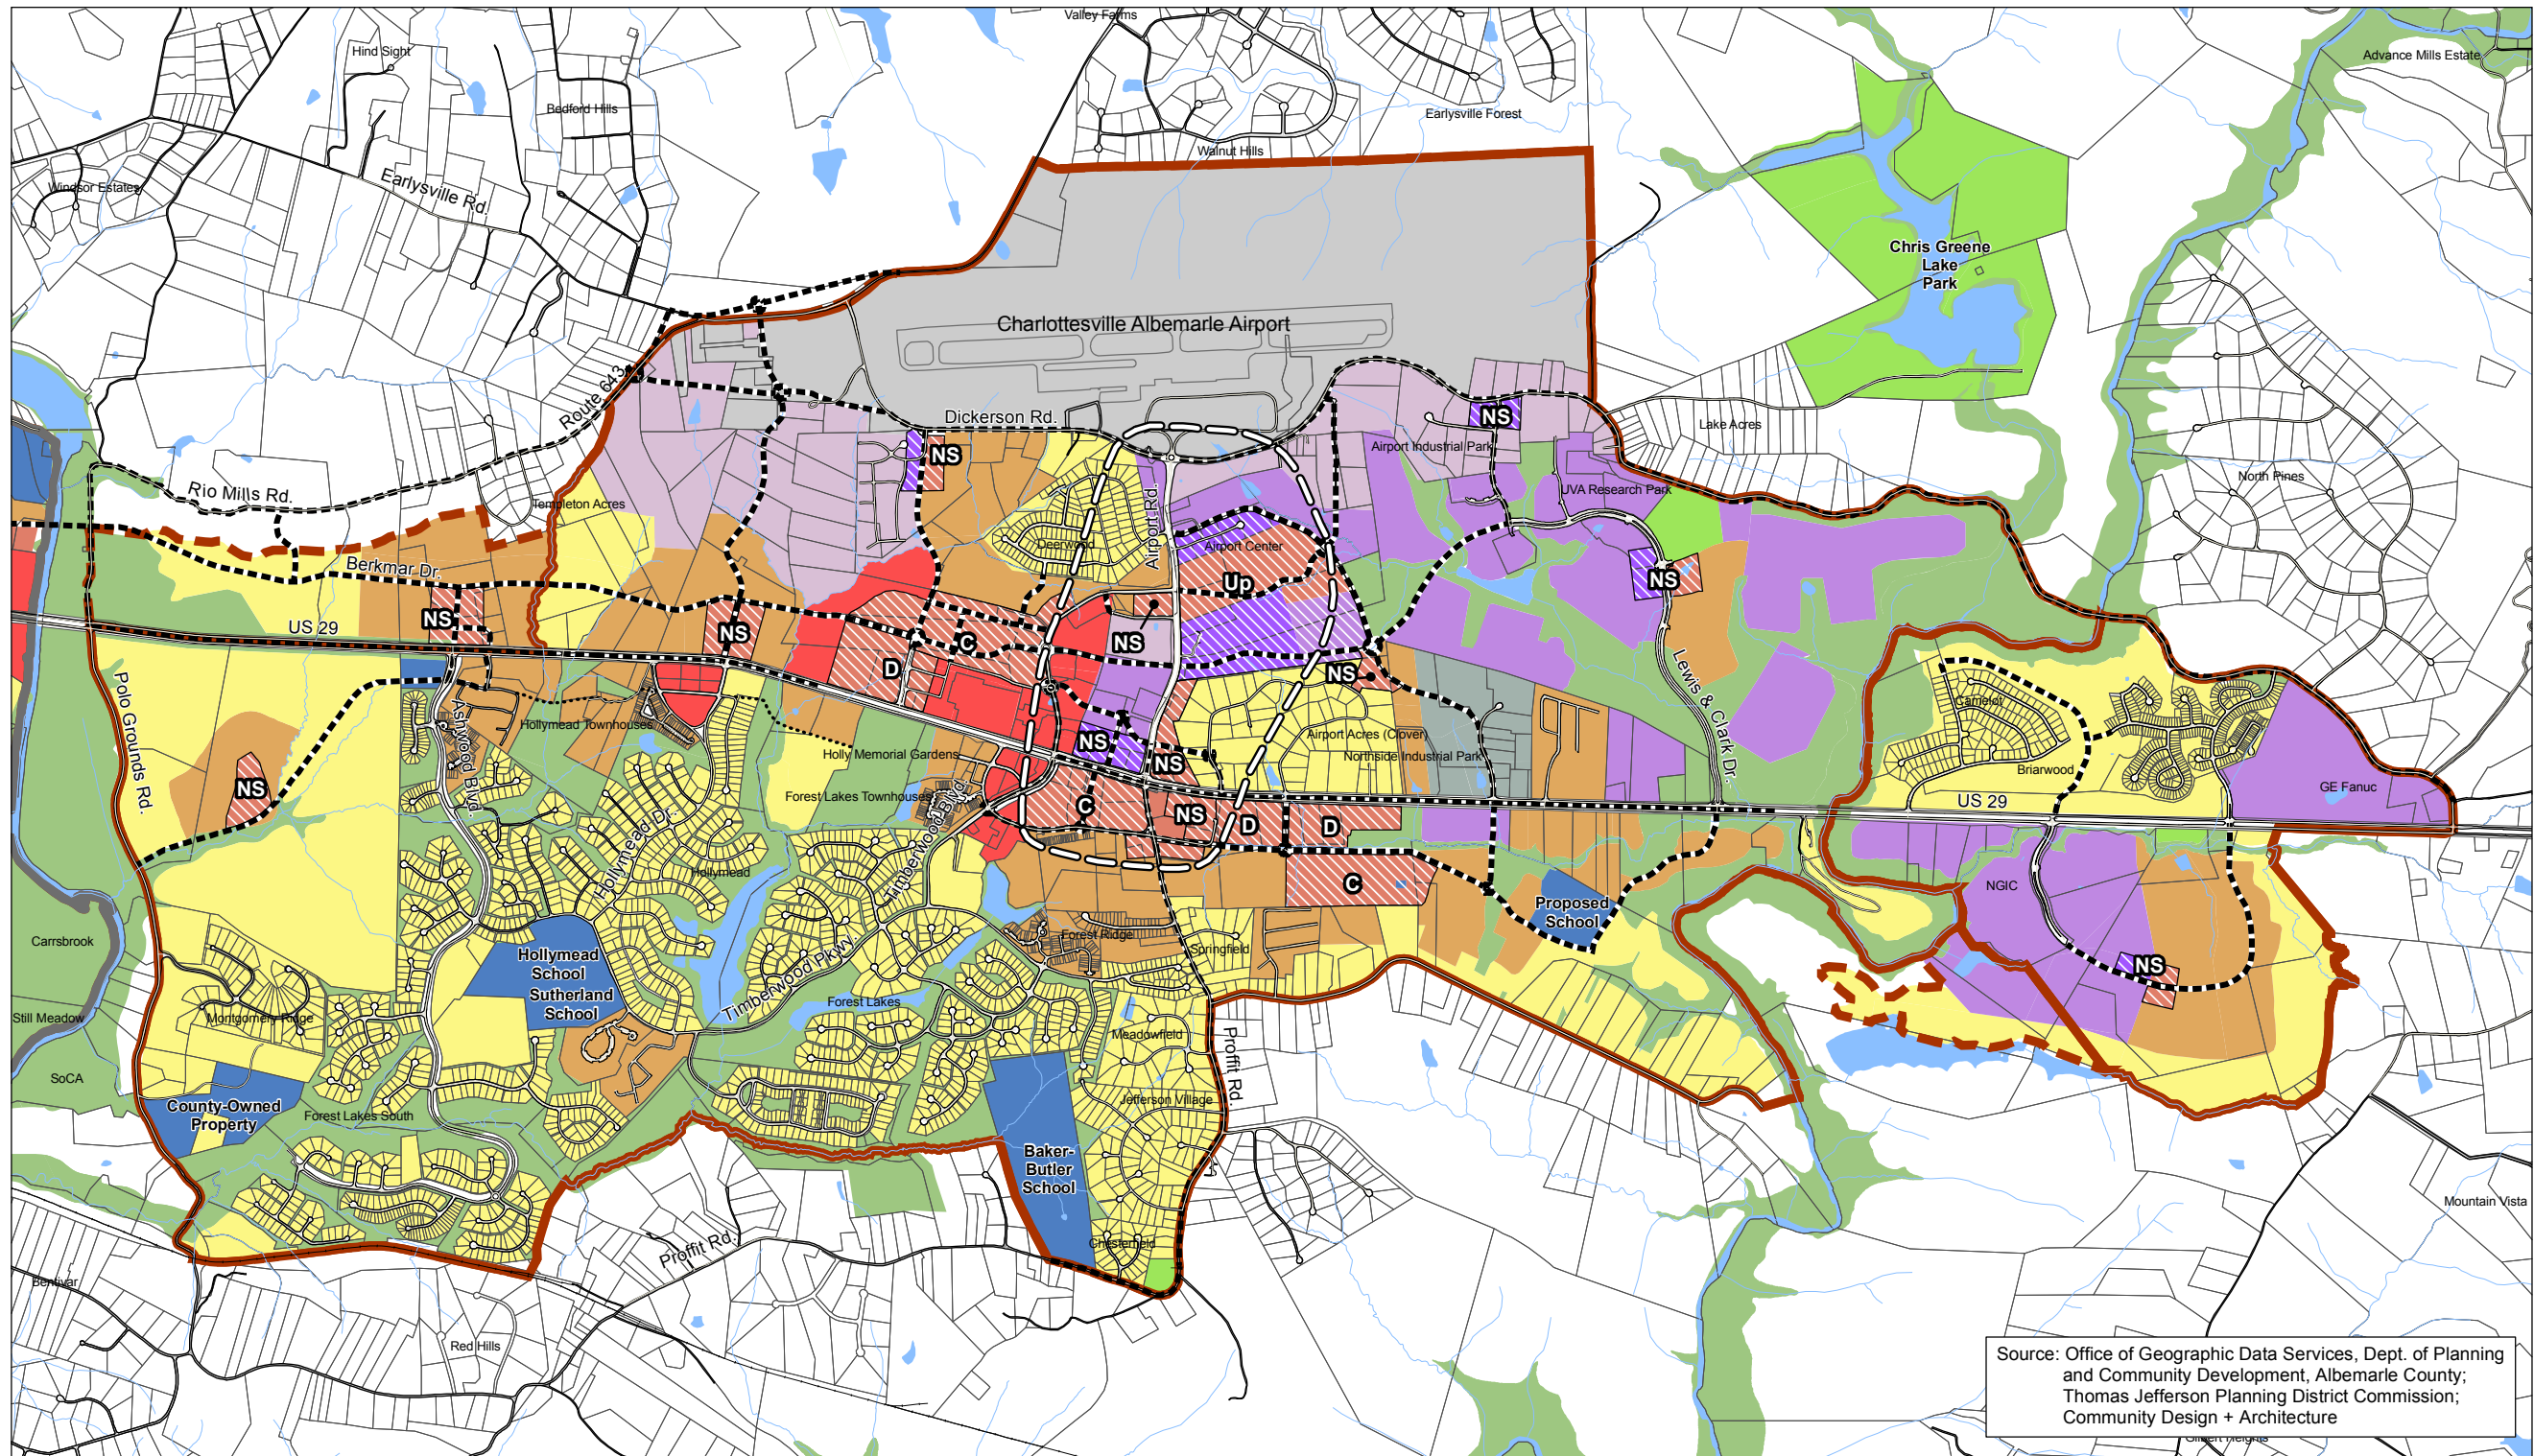 Valley Farms
Hind Sight
Advance Mills Estate
Bedford Hills
Earlysville Forest
Walnut Hills
Windsor Estates
Earlysville Rd.
Chris Greene
Lake
Park
Charlottesville Albemarle Airport
Route 643
Dickerson Rd.
NS
NS
Airport Industrial Park
Lake Acres
North Pines
Rio Mills Rd.
Templeton Acres
UVA Research Park
Airport Rd.
Deerwood
Airport Center
Up
Berkmar Dr.
NS
US 29
NS
NS
C
NS
D
NS
Lewis & Clark Dr.
Polo Grounds Rd.
Ashwood Blvd.
Hollymead Townhouses
Camelot
Airport Acres (Clover)
NS
Holly Memorial Gardens
Northside Industrial Park
NS
Briarwood
NS
GE Fanuc
Forest Lakes Townhouses
US 29
C
NS
D
D
Timberwood Blvd.
Hollymead Dr.
Hollymead
C
NGIC
Proposed
School
Carrsbrook
Forest Ridge
Springfield
Hollymead
School
Sutherland
School
NS
Timberwood Pkwy.
Forest Lakes
Still Meadow
Montgomery Ridge
Meadowfield
Proffit Rd.
SoCA
County-Owned
Property
Forest Lakes South
Jefferson Village
Baker-
Butler
School
Mountain Vista
Chesterfield
Proffit Rd.
Bentivar
Red Hills
Source: Office of Geographic Data Services, Dept. of Planning
and Community Development, Albemarle County;
Thomas Jefferson Planning District Commission;
Community Design + Architecture